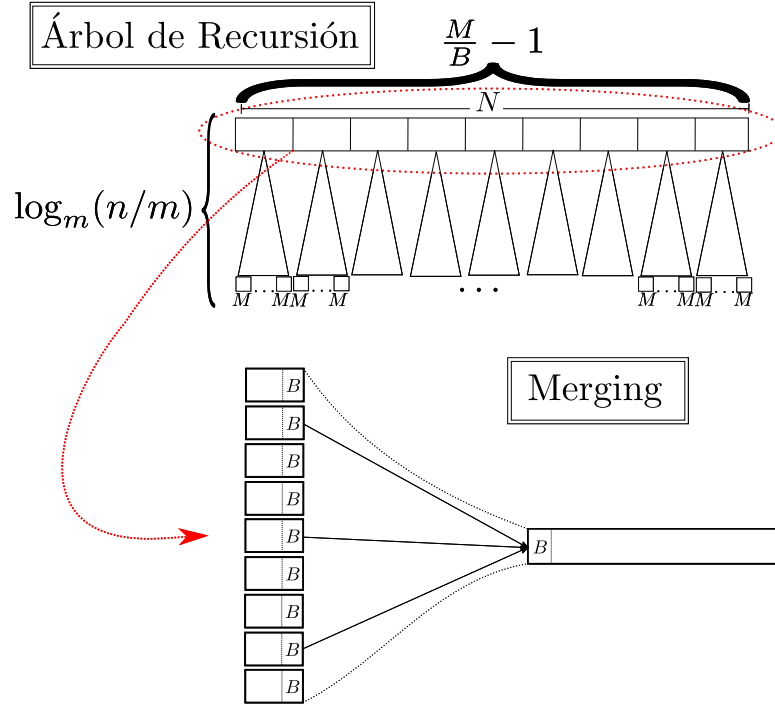 Árbol de Recursión
M/B − 1
N
log_m(n/m)
M ... M M ... M ... M ... M M ... M
B
B
Merging
B
B
B
B
B
B
B
B